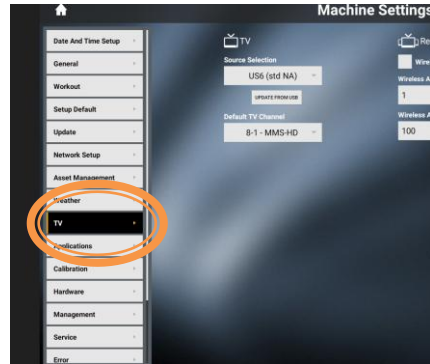 Machine Settings
Date And Time Setup
General
Workout
Setup Default
Update
Network Setup
Asset Management
Weather
TV
Applications
Calibration
Hardware
Management
Service
Error
TV
Source Selection
US6 (std NA)
UPDATE FROM USB
Default TV Channel
8-1 - MMS-HD
Re
Wire
Wireless A
1
Wireless A
100